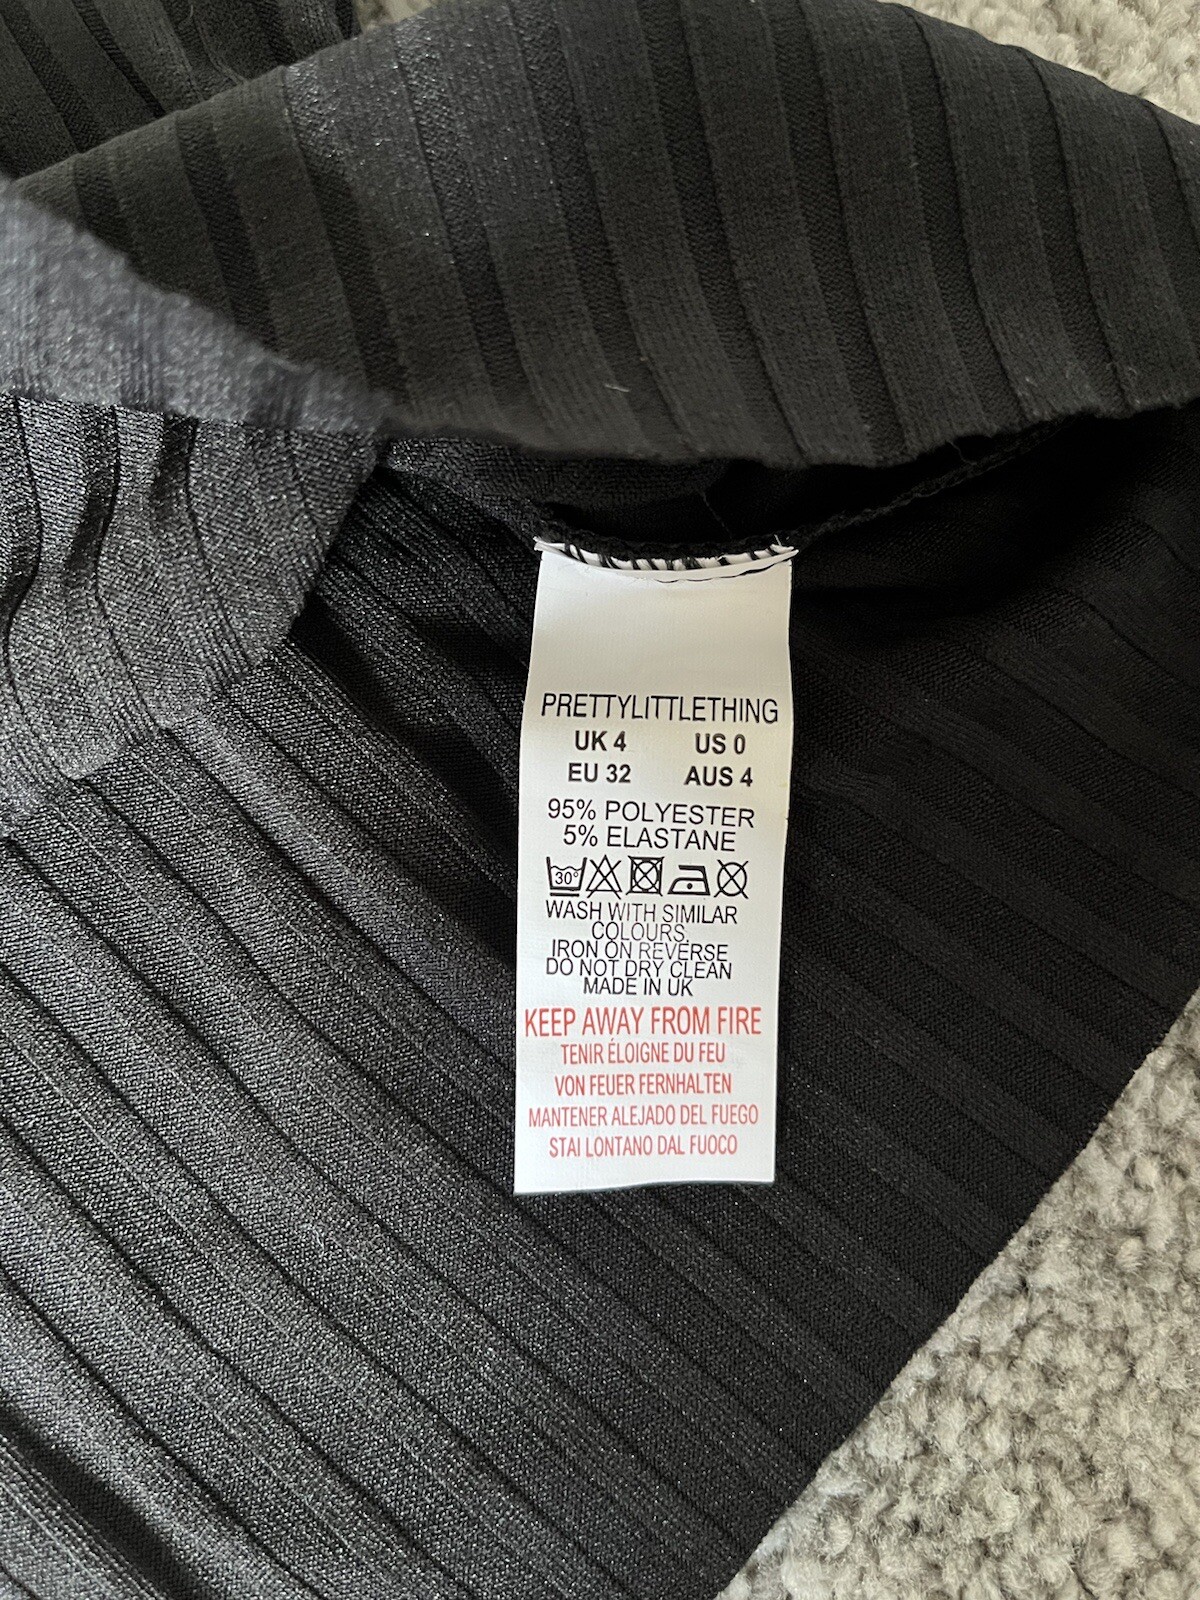 PRETTYLITTLETHING
UK 4 US 0
EU 32 AUS 4
95% POLYESTER
5% ELASTANE
30°
WASH WITH SIMILAR
COLOURS.
IRON ON REVERSE
DO NOT DRY CLEAN
MADE IN UK
KEEP AWAY FROM FIRE
TENIR ÉLOIGNE DU FEU
VON FEUER FERNHALTEN
MANTENER ALEJADO DEL FUEGO
STAI LONTANO DAL FUOCO